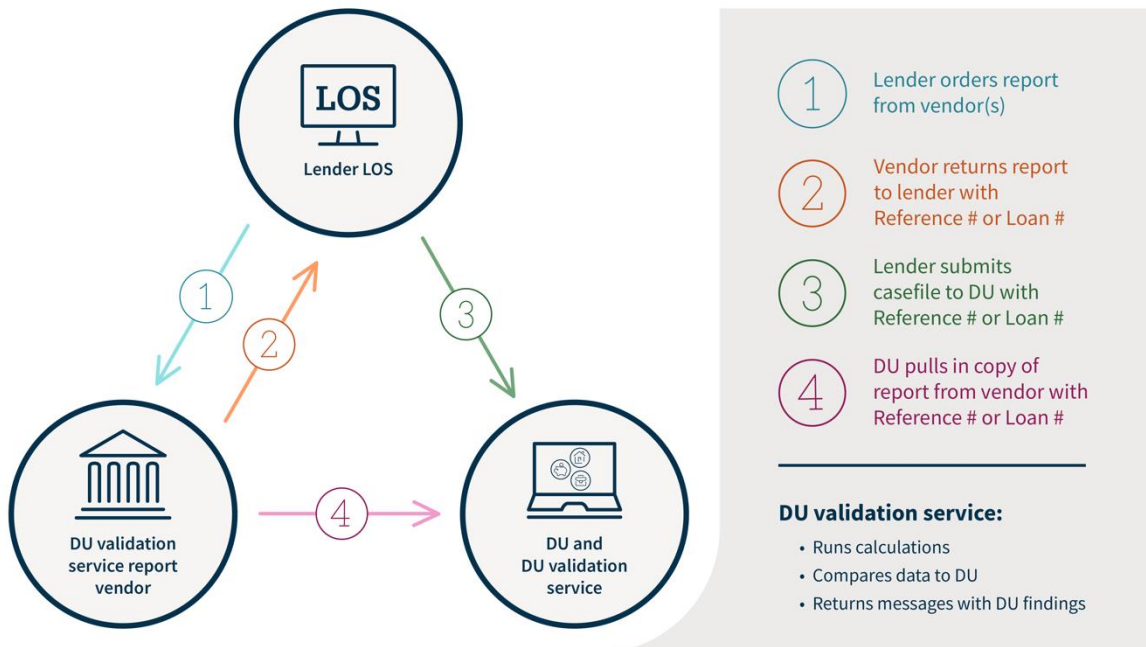 LOS
Lender LOS
1
2
3
4
DU validation
service report
vendor
DU and
DU validation
service
1
Lender orders report
from vendor(s)
2
Vendor returns report
to lender with
Reference # or Loan #
3
Lender submits
casefile to DU with
Reference # or Loan #
4
DU pulls in copy of
report from vendor with
Reference # or Loan #
DU validation service:
• Runs calculations
• Compares data to DU
• Returns messages with DU findings